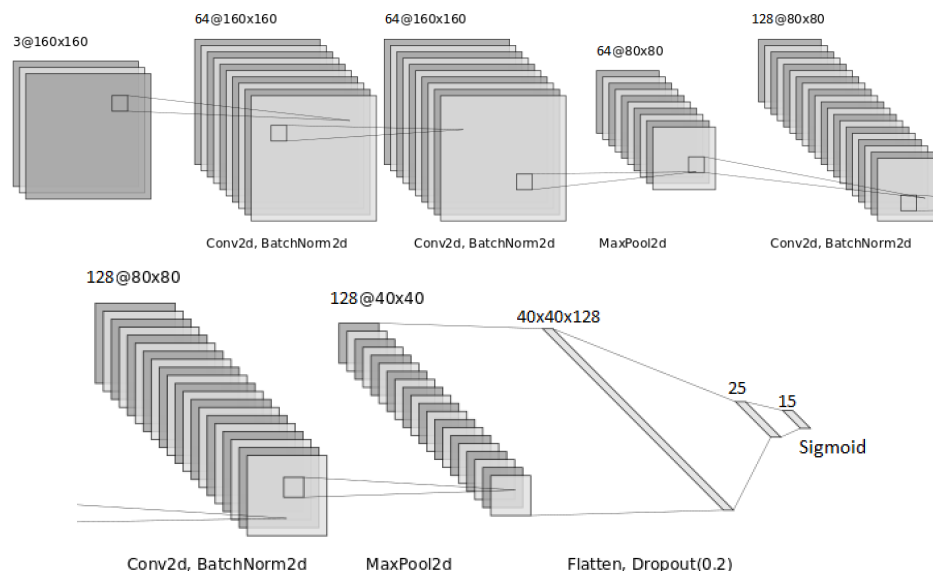 3@160x160
64@160x160
64@160x160
64@80x80
128@80x80
Conv2d, BatchNorm2d
Conv2d, BatchNorm2d
MaxPool2d
Conv2d, BatchNorm2d
128@80x80
128@40x40
40x40x128
25
15
Sigmoid
Conv2d, BatchNorm2d
MaxPool2d
Flatten, Dropout(0.2)